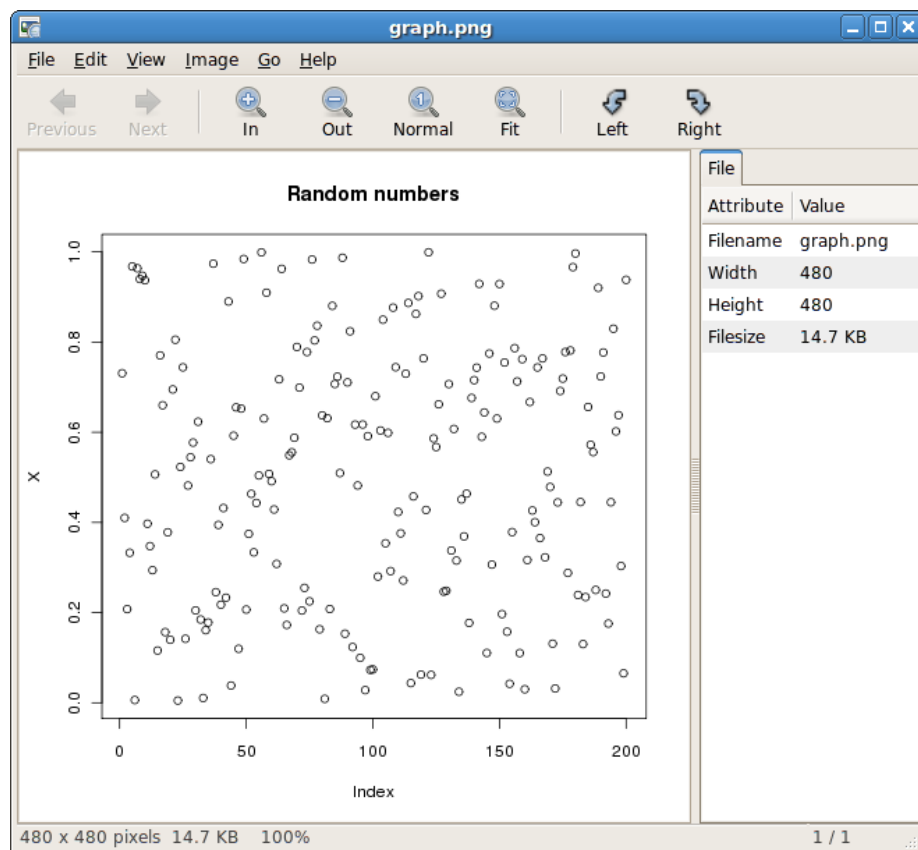 graph.png
File Edit View Image Go Help
Previous Next In Out Normal Fit Left Right
File
Attribute Value
Filename graph.png
Width 480
Height 480
Filesize 14.7 KB
Random numbers
1.0
0.8
0.6
0.4
0.2
0.0
X
0 50 100 150 200
Index
480 x 480 pixels 14.7 KB 100% 1 / 1